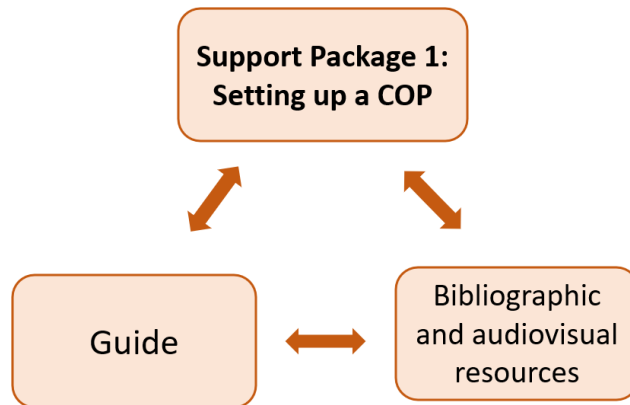 Support Package 1:
Setting up a COP
Guide
Bibliographic
and audiovisual
resources